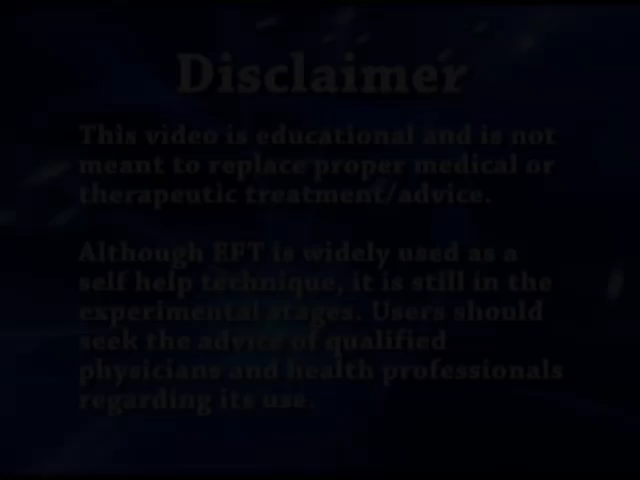 Disclaimer
This video is educational and is not
meant to replace proper medical or
therapeutic treatment/advice.
Although EFT is widely used as a
self help technique, it is still in the
experimental stages. Users should
seek the advice of qualified
physicians and health professionals
regarding its use.